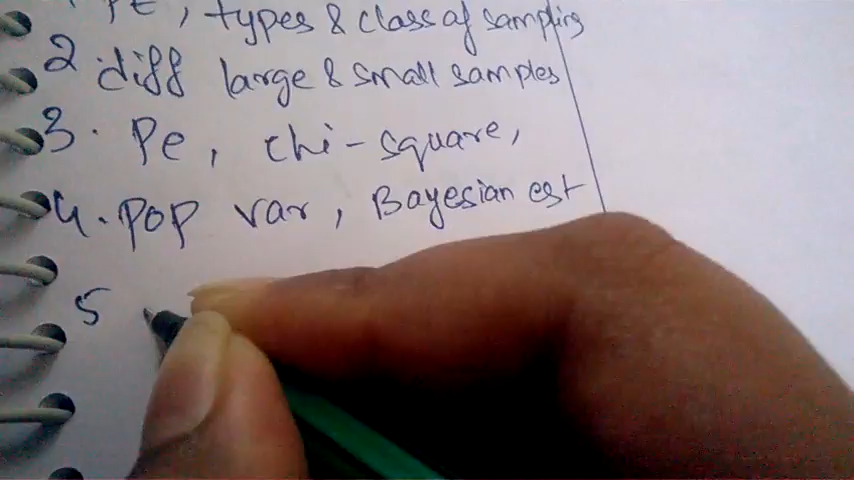 PE, types & class of sampling
2 diff large & small samples
3. Pe, chi-square,
4. POP var, Bayesian est
5